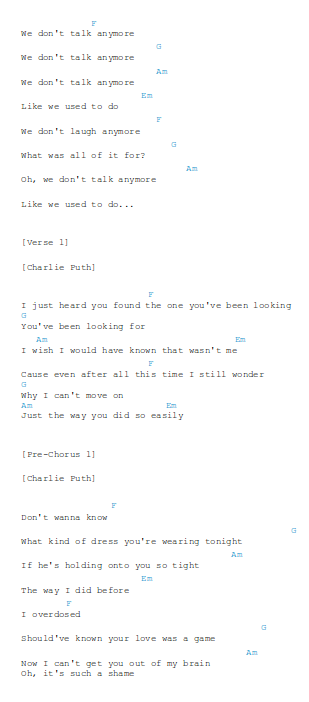 F
We don't talk anymore
G
We don't talk anymore
Am
We don't talk anymore
Em
Like we used to do
F
We don't laugh anymore
G
What was all of it for?
Am
Oh, we don't talk anymore
Like we used to do...
[Verse 1]
[Charlie Puth]
F
I just heard you found the one you've been looking
G
You've been looking for
Am Em
I wish I would have known that wasn't me
F
Cause even after all this time I still wonder
G
Why I can't move on
Am Em
Just the way you did so easily
[Pre-Chorus 1]
[Charlie Puth]
F
Don't wanna know
G
What kind of dress you're wearing tonight
Am
If he's holding onto you so tight
Em
The way I did before
F
I overdosed
G
Should've known your love was a game
Am
Now I can't get you out of my brain
Oh, it's such a shame